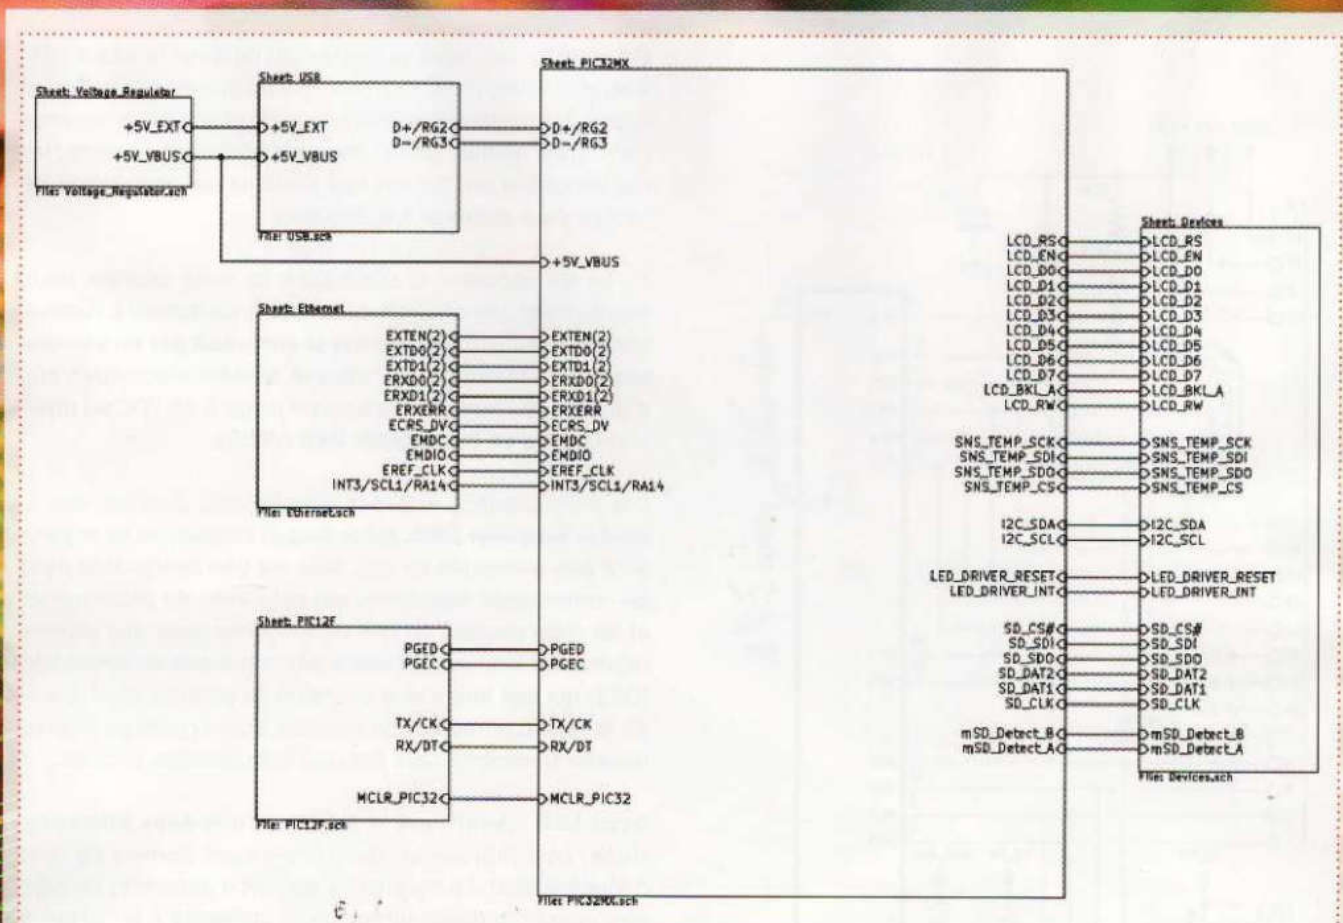 Sheet: Voltage_Regulator
+5V_EXT
+5V_VBUS
File: Voltage_Regulator.sch
Sheet: USB
+5V_EXT
+5V_VBUS
D+/RG2
D-/RG3
File: USB.sch
Sheet: Ethernet
EXTEN(2)
EXTD0(2)
EXTD1(2)
ERXD0(2)
ERXD1(2)
ERXERR
ECRS_DV
EMDC
EMDIO
EREF_CLK
INT3/SCL1/RA14
File: Ethernet.sch
Sheet: PIC12F
PGED
PGEC
TX/CK
RX/DT
MCLR_PIC32
File: PIC12F.sch
Sheet: PIC32MX
D+/RG2
D-/RG3
+5V_VBUS
EXTEN(2)
EXTD0(2)
EXTD1(2)
ERXD0(2)
ERXD1(2)
ERXERR
ECRS_DV
EMDC
EMDIO
EREF_CLK
INT3/SCL1/RA14
PGED
PGEC
TX/CK
RX/DT
MCLR_PIC32
LCD_RS
LCD_EN
LCD_D0
LCD_D1
LCD_D2
LCD_D3
LCD_D4
LCD_D5
LCD_D6
LCD_D7
LCD_BKL_A
LCD_RW
SNS_TEMP_SCK
SNS_TEMP_SDI
SNS_TEMP_SDO
SNS_TEMP_CS
I2C_SDA
I2C_SCL
LED_DRIVER_RESET
LED_DRIVER_INT
SD_CS#
SD_SDI
SD_SDO
SD_DAT2
SD_DAT1
SD_CLK
mSD_Detect_B
mSD_Detect_A
File: PIC32MX.sch
Sheet: Devices
LCD_RS
LCD_EN
LCD_D0
LCD_D1
LCD_D2
LCD_D3
LCD_D4
LCD_D5
LCD_D6
LCD_D7
LCD_BKL_A
LCD_RW
SNS_TEMP_SCK
SNS_TEMP_SDI
SNS_TEMP_SDO
SNS_TEMP_CS
I2C_SDA
I2C_SCL
LED_DRIVER_RESET
LED_DRIVER_INT
SD_CS#
SD_SDI
SD_SDO
SD_DAT2
SD_DAT1
SD_CLK
mSD_Detect_B
mSD_Detect_A
File: Devices.sch